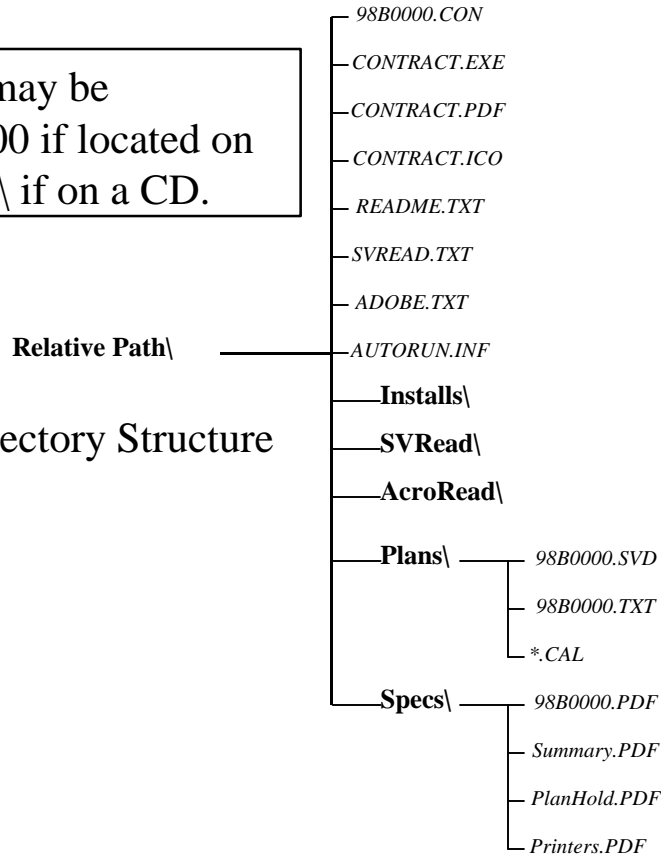 98B0000.CON
CONTRACT.EXE
may be
00 if located on
\ if on a CD.
CONTRACT.PDF
CONTRACT.ICO
README.TXT
SVREAD.TXT
ADOBE.TXT
Relative Path\
AUTORUN.INF
Installs\
ectory Structure
SVRead\
AcroRead\
Plans\
98B0000.SVD
98B0000.TXT
*.CAL
Specs\
98B0000.PDF
Summary.PDF
PlanHold.PDF
Printers.PDF